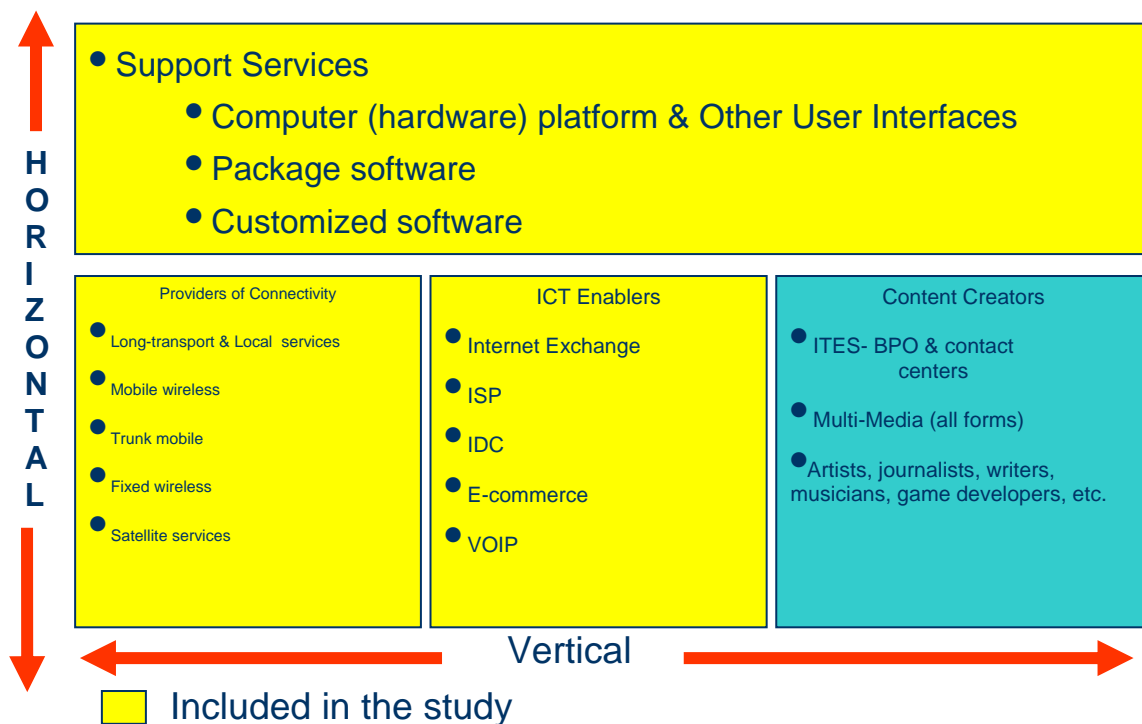 ● Support Services
● Computer (hardware) platform & Other User Interfaces
● Package software
● Customized software
HORIZONTAL
Providers of Connectivity
● Long-transport & Local services
● Mobile wireless
● Trunk mobile
● Fixed wireless
● Satellite services
ICT Enablers
● Internet Exchange
● ISP
● IDC
● E-commerce
● VOIP
Content Creators
● ITES- BPO & contact
centers
● Multi-Media (all forms)
● Artists, journalists, writers,
musicians, game developers, etc.
Vertical
Included in the study